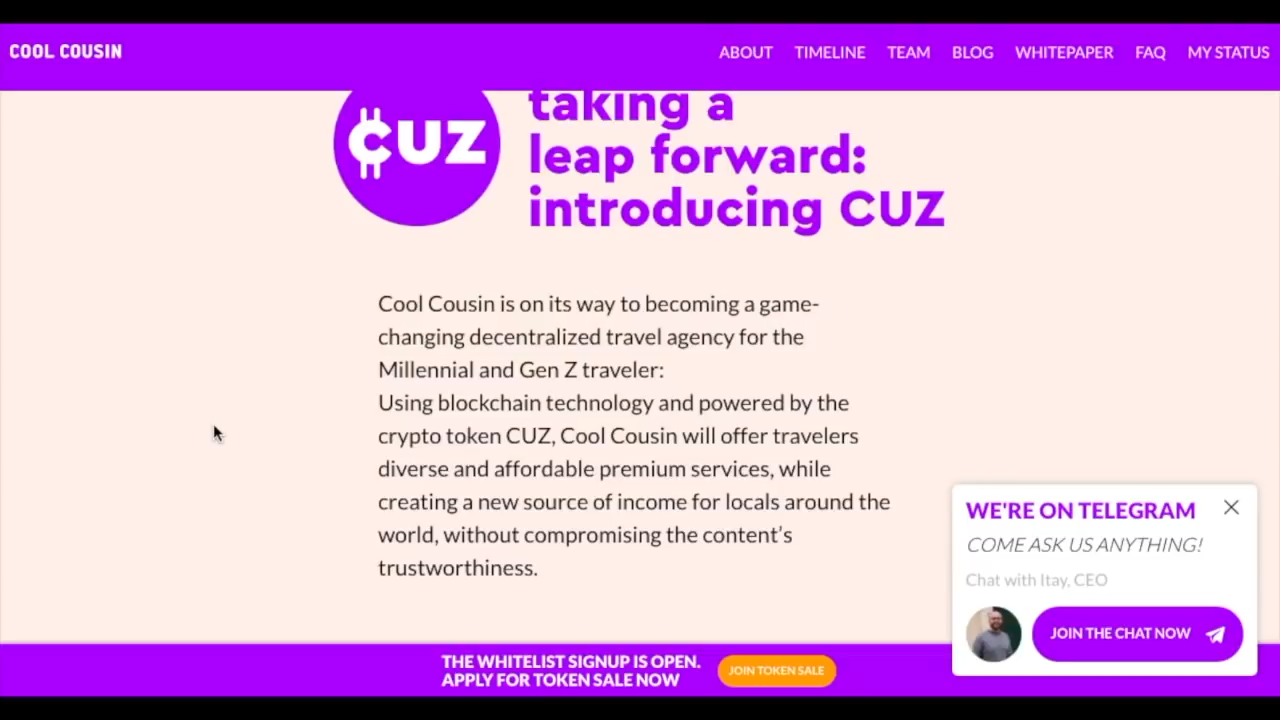 COOL COUSIN
ABOUT TIMELINE TEAM BLOG WHITEPAPER FAQ MY STATUS
CUZ
taking a
leap forward:
introducing CUZ
Cool Cousin is on its way to becoming a game-
changing decentralized travel agency for the
Millennial and Gen Z traveler:
Using blockchain technology and powered by the
crypto token CUZ, Cool Cousin will offer travelers
diverse and affordable premium services, while
creating a new source of income for locals around the
world, without compromising the content's
trustworthiness.
WE'RE ON TELEGRAM
COME ASK US ANYTHING!
Chat with Itay, CEO
JOIN THE CHAT NOW
THE WHITELIST SIGNUP IS OPEN.
APPLY FOR TOKEN SALE NOW
JOIN TOKEN SALE